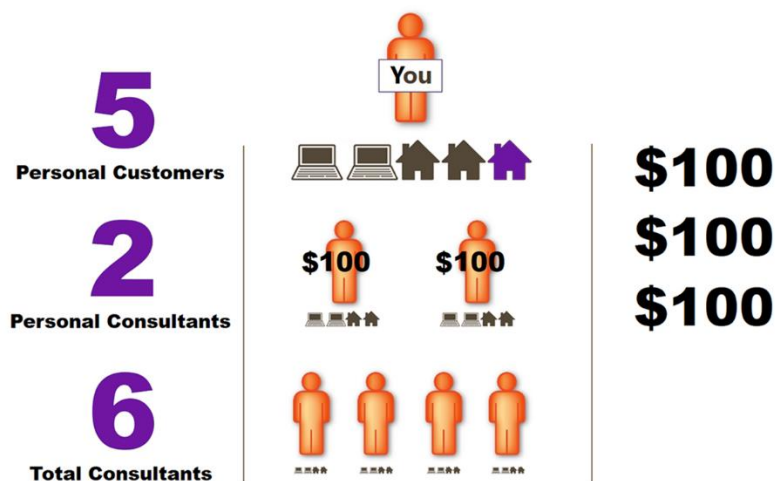 You
5
Personal Customers
$100
2
Personal Consultants
$100 $100
$100
$100
6
Total Consultants